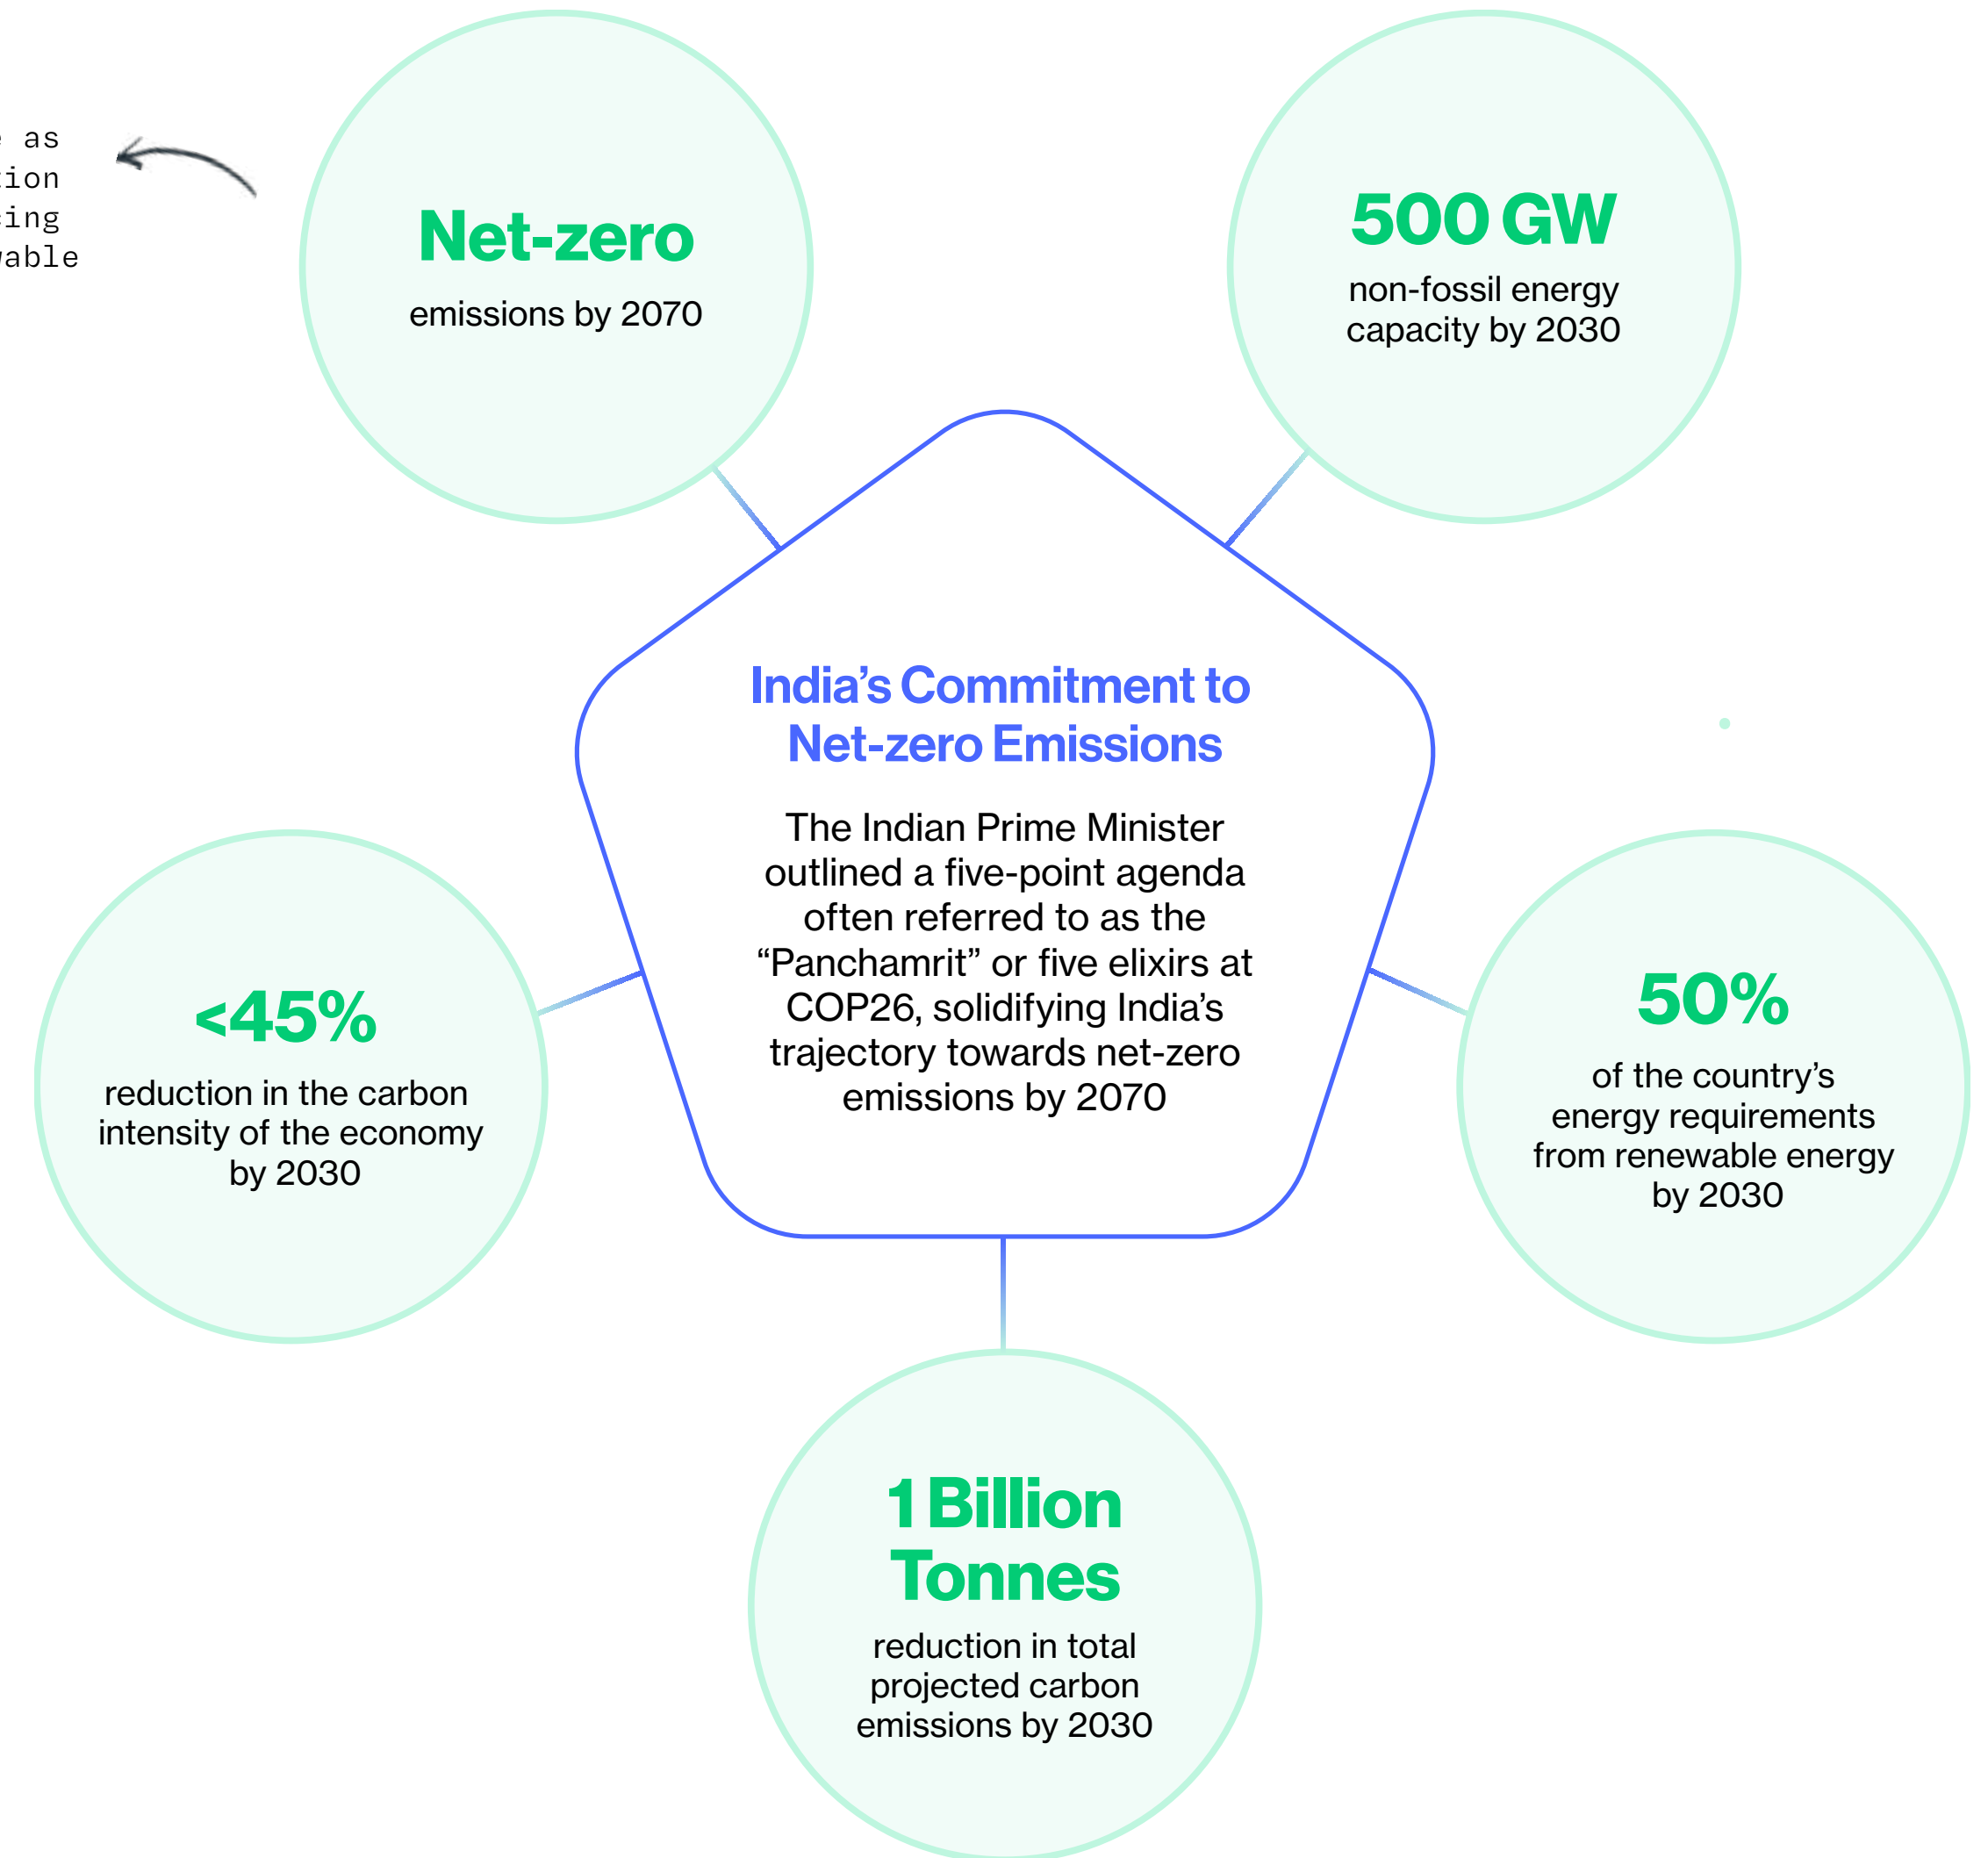 as
Net-zero
emissions by 2070
500 GW
non-fossil energy
capacity by 2030
India’s Commitment to
Net-zero Emissions
The Indian Prime Minister
outlined a five-point agenda
often referred to as the
“Panchamrit” or five elixirs at
COP26, solidifying India’s
trajectory towards net-zero
emissions by 2070
<45%
reduction in the carbon
intensity of the economy
by 2030
50%
of the country’s
energy requirements
from renewable energy
by 2030
1 Billion
Tonnes
reduction in total
projected carbon
emissions by 2030